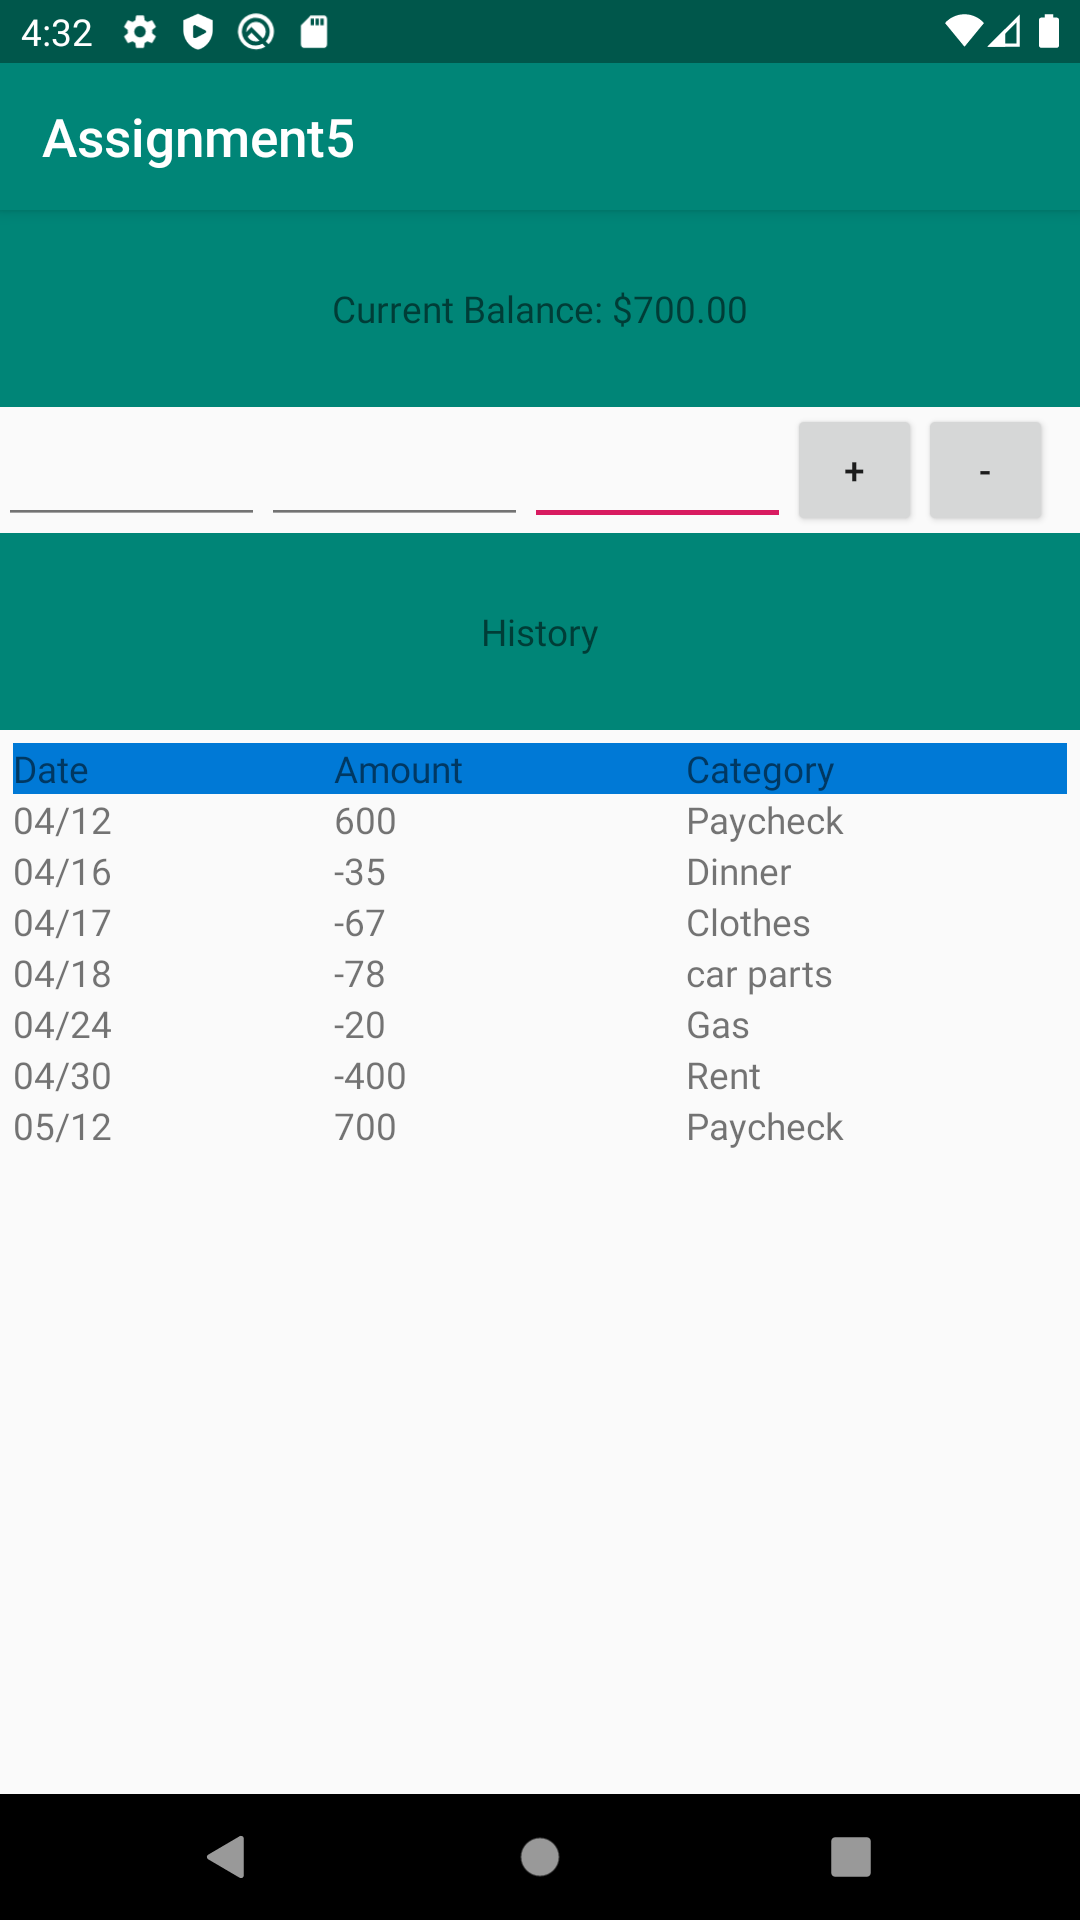 4:32
Assignment5
Current Balance: $700.00
+ -
History
Date Amount Category
04/12 600 Paycheck
04/16 -35 Dinner
04/17 -67 Clothes
04/18 -78 car parts
04/24 -20 Gas
04/30 -400 Rent
05/12 700 Paycheck